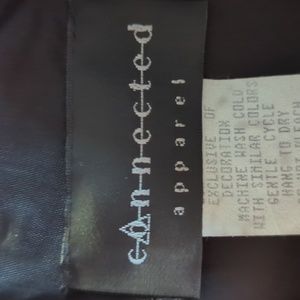 connected
apparel
EXCLUSIVE OF
DECORATION
MACHINE WASH COLD
WITH SIMILAR COLORS
GENTLE CYCLE
HANG TO DRY